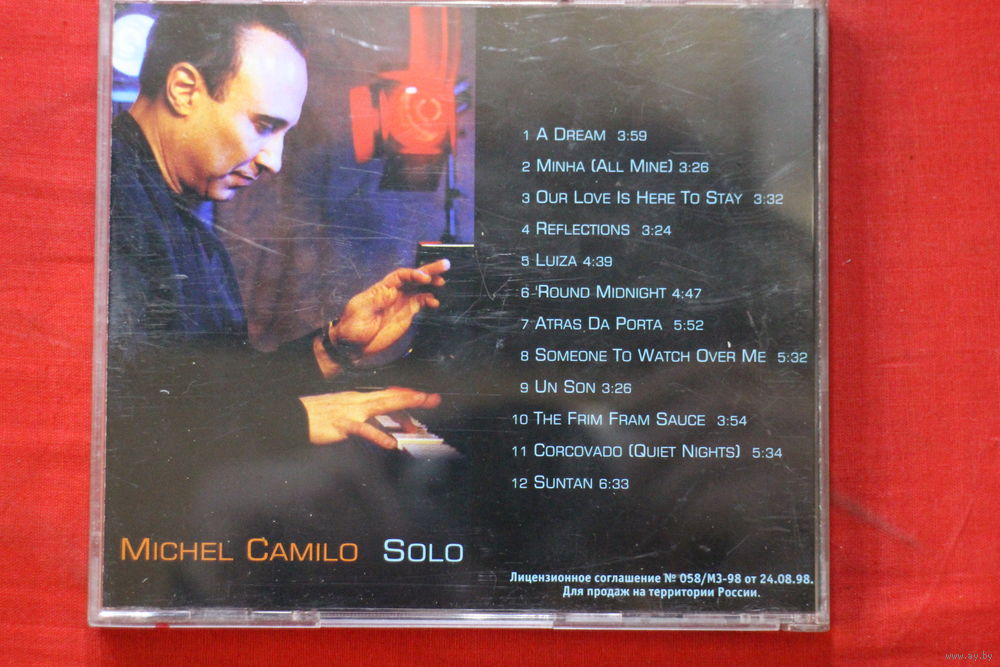 1 A DREAM 3:59
2 MINHA (ALL MINE) 3:26
3 OUR LOVE IS HERE TO STAY 3:32
4 REFLECTIONS 3:24
5 LUIZA 4:39
6 'ROUND MIDNIGHT 4:47
7 ATRAS DA PORTA 5:52
8 SOMEONE TO WATCH OVER ME 5:32
9 UN SON 3:26
10 THE FRIM FRAM SAUCE 3:54
11 CORCOVADO (QUIET NIGHTS) 5:34
12 SUNTAN 6:33
MICHEL CAMILO SOLO
Лицензионное соглашение № 058/МЗ-98 от 24.08.98.
Для продаж на территории России.
www.ay.by